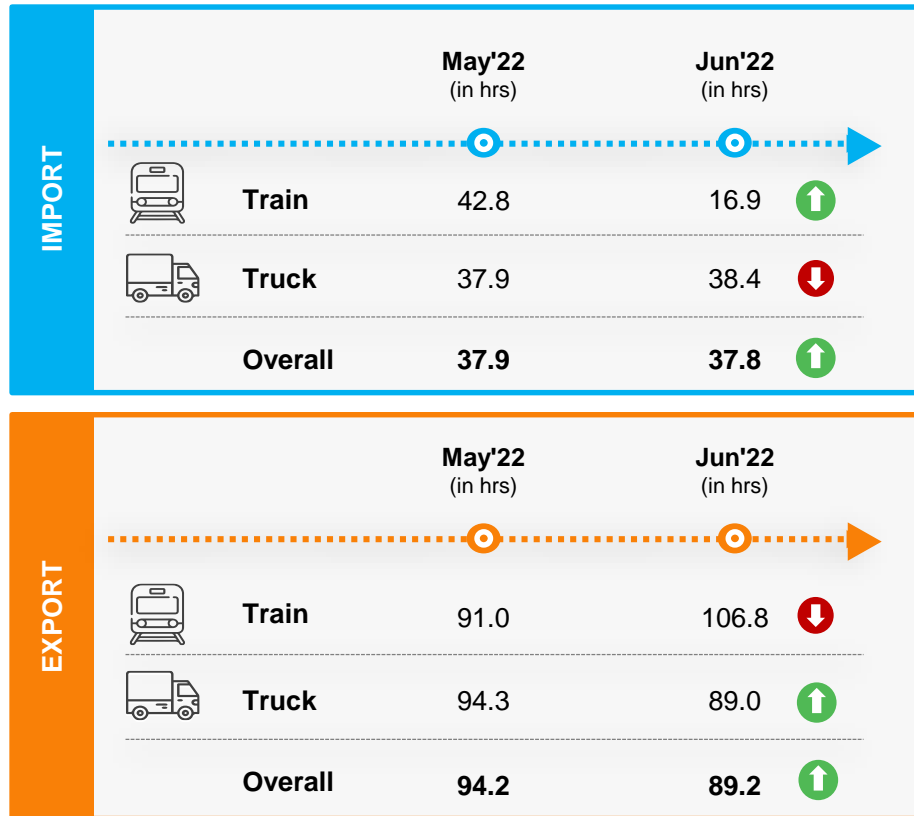 IMPORT
May'22 Jun'22
(in hrs) (in hrs)
Train 42.8 16.9
Truck 37.9 38.4
Overall 37.9 37.8
EXPORT
May'22 Jun'22
(in hrs) (in hrs)
Train 91.0 106.8
Truck 94.3 89.0
Overall 94.2 89.2